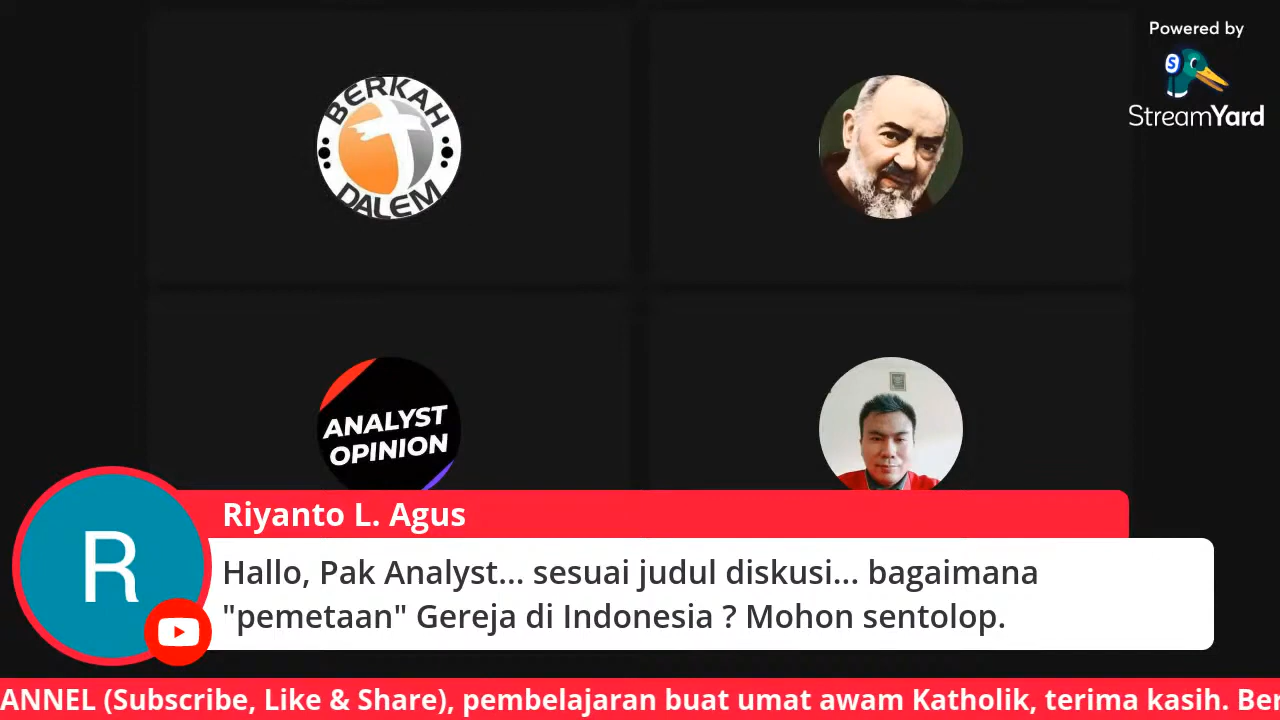 Powered by
S
StreamYard
BERKAH
DALEM
ANALYST
OPINION
Riyanto L. Agus
R
Hallo, Pak Analyst... sesuai judul diskusi... bagaimana
"pemetaan" Gereja di Indonesia ? Mohon sentolop.
ANNEL (Subscribe, Like & Share), pembelajaran buat umat awam Katholik, terima kasih. Ber